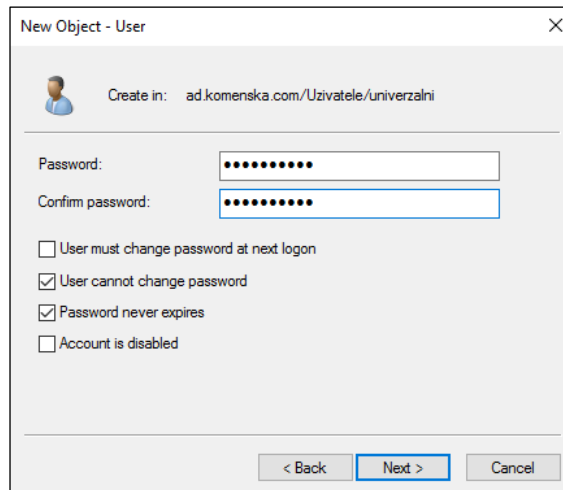 New Object - User
Create in: ad.komenska.com/Uzivatele/univerzalni
Password: ••••••••••
Confirm password: ••••••••••
User must change password at next logon
User cannot change password
Password never expires
Account is disabled
< Back Next > Cancel